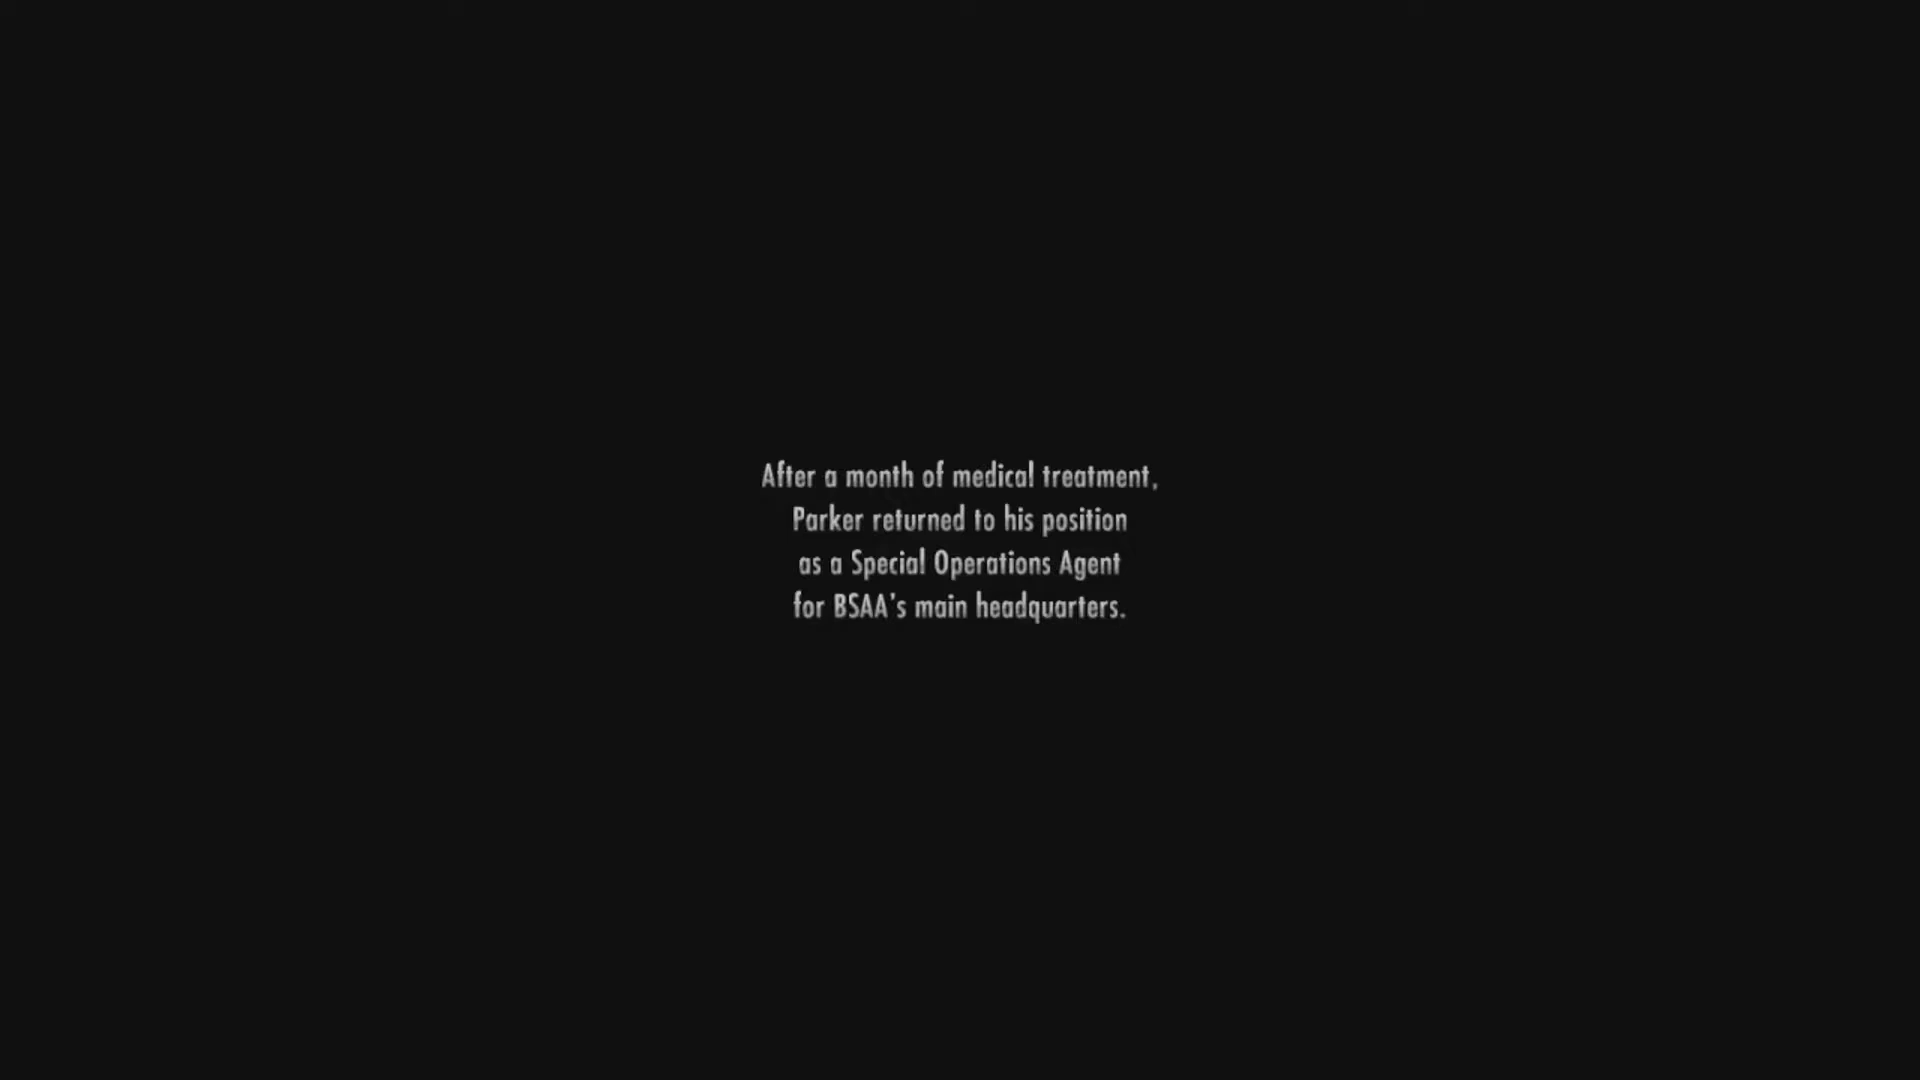 After a month of medical treatment,
Parker returned to his position
as a Special Operations Agent
for BSAA's main headquarters.